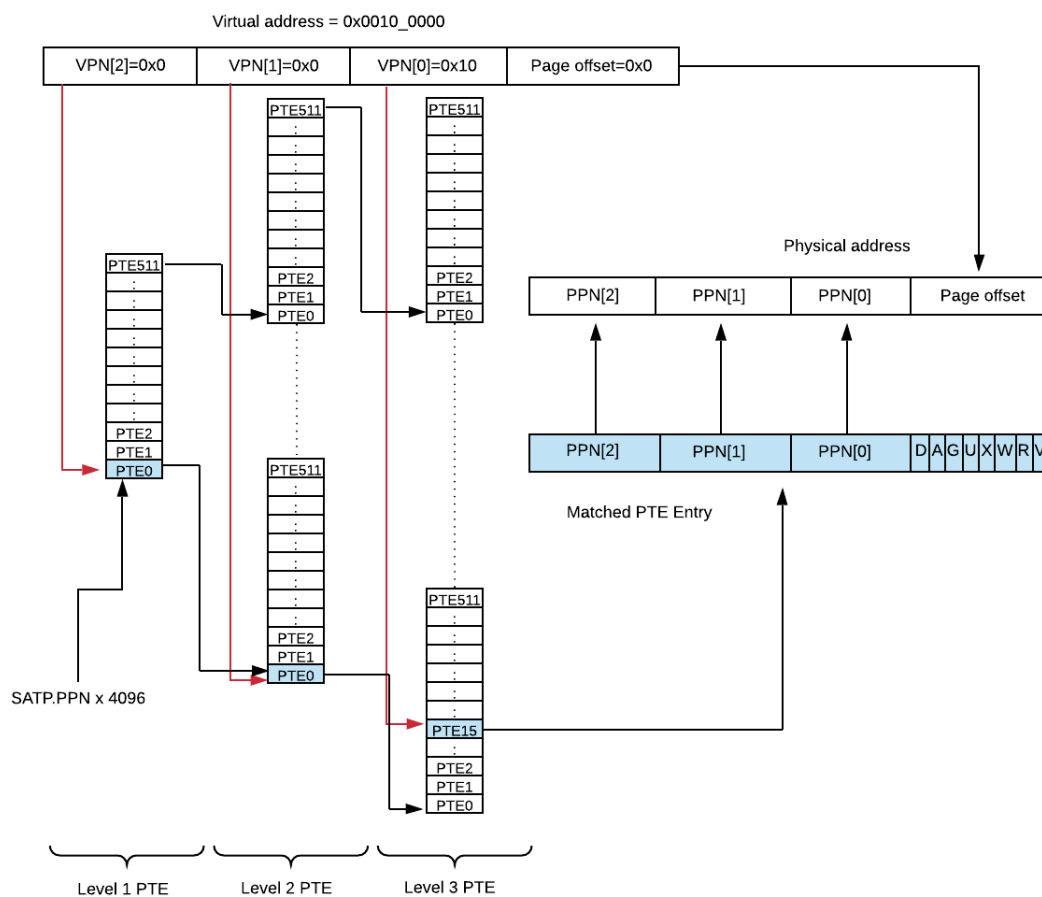 Virtual address = 0x0010_0000
VPN[2]=0x0 VPN[1]=0x0 VPN[0]=0x10 Page offset=0x0
PTE511 PTE511
:
:
:
:
:
:
:
:
PTE2 PTE2
PTE1 PTE1
PTE0 PTE0
PTE511
:
:
:
:
:
:
:
:
PTE2
PTE1
PTE0
Physical address
PPN[2] PPN[1] PPN[0] Page offset
PPN[2] PPN[1] PPN[0] D A G U X W R V
Matched PTE Entry
PTE511
:
:
:
:
:
:
:
:
PTE2
PTE1
PTE0
SATP.PPN x 4096
PTE511
:
:
:
:
:
:
PTE15
:
PTE2
PTE1
PTE0
Level 1 PTE Level 2 PTE Level 3 PTE